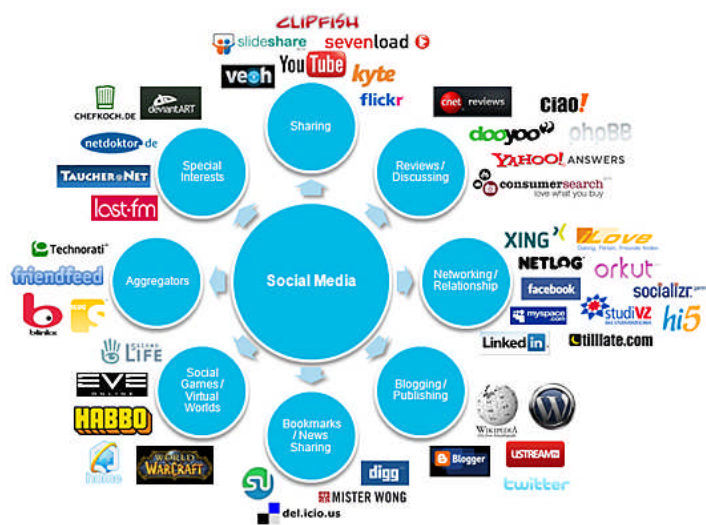 CLIPFISH
slideshare
sevenload
veoh
YouTube
kyte
flickr
Sharing
cnet reviews
ciao!
dooyoo
phpBB
YAHOO! ANSWERS
consumersearch
love what you buy
Reviews /
Discussing
CHEFKOCH.DE
deviantART
netdoktor.de
TAUCHER.NET
last.fm
Special
Interests
Social Media
Technorati
friendfeed
blinkx
Aggregators
Networking /
Relationship
XING
iLove
NETLOG
orkut
facebook
socializr
myspace
.com
studiVZ
hi5
LinkedIn
tilllate.com
SECOND
LIFE
EVE
ONLINE
HABBO
home
WORLD
WARCRAFT
Social
Games /
Virtual
Worlds
Bookmarks
/ News
Sharing
digg
MISTER WONG
del.icio.us
Blogging /
Publishing
WIKIPEDIA
Blogger
USTREAM
twitter